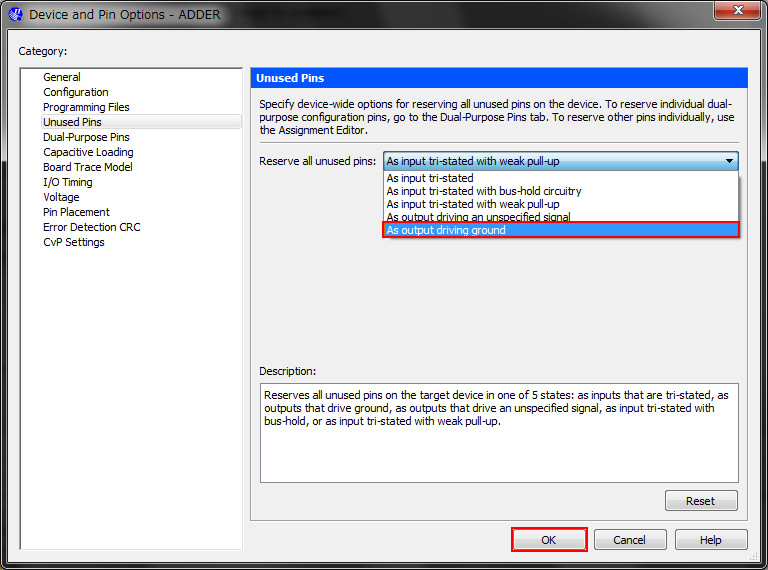 Device and Pin Options - ADDER
Category:
General
Configuration
Programming Files
Unused Pins
Dual-Purpose Pins
Capacitive Loading
Board Trace Model
I/O Timing
Voltage
Pin Placement
Error Detection CRC
CvP Settings
Unused Pins
Specify device-wide options for reserving all unused pins on the device. To reserve individual dual-
purpose configuration pins, go to the Dual-Purpose Pins tab. To reserve other pins individually, use
the Assignment Editor.
Reserve all unused pins: As input tri-stated with weak pull-up
As input tri-stated
As input tri-stated with bus-hold circuitry
As input tri-stated with weak pull-up
As output driving an unspecified signal
As output driving ground
Description:
Reserves all unused pins on the target device in one of 5 states: as inputs that are tri-stated, as
outputs that drive ground, as outputs that drive an unspecified signal, as input tri-stated with
bus-hold, or as input tri-stated with weak pull-up.
Reset
OK Cancel Help